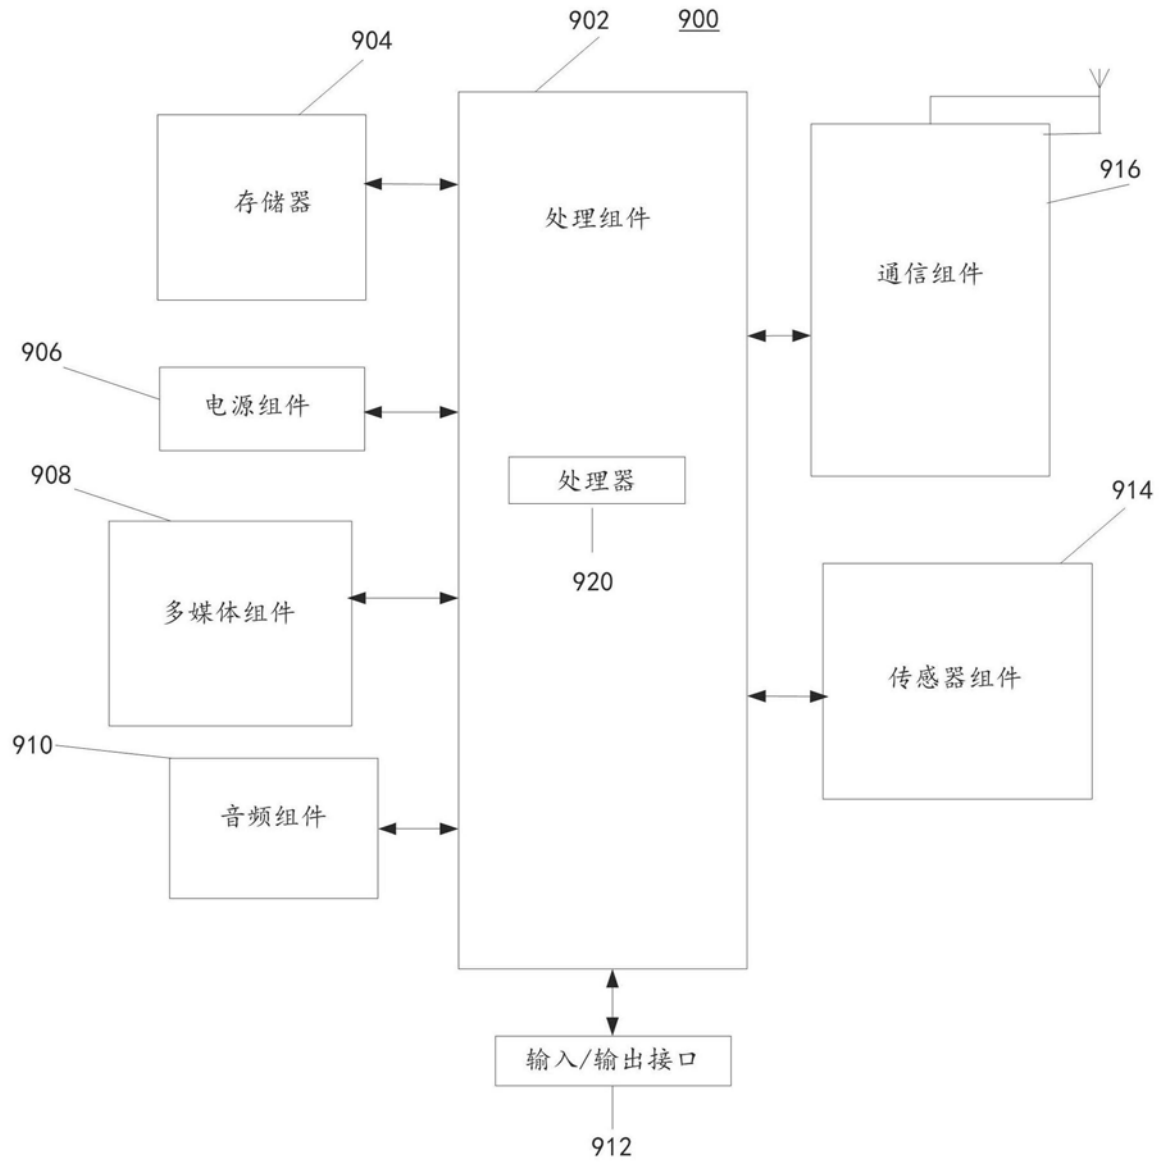 902
900
904
916
存储器
处理组件
通信组件
906
电源组件
908
处理器
914
920
多媒体组件
传感器组件
910
音频组件
输入/输出接口
912